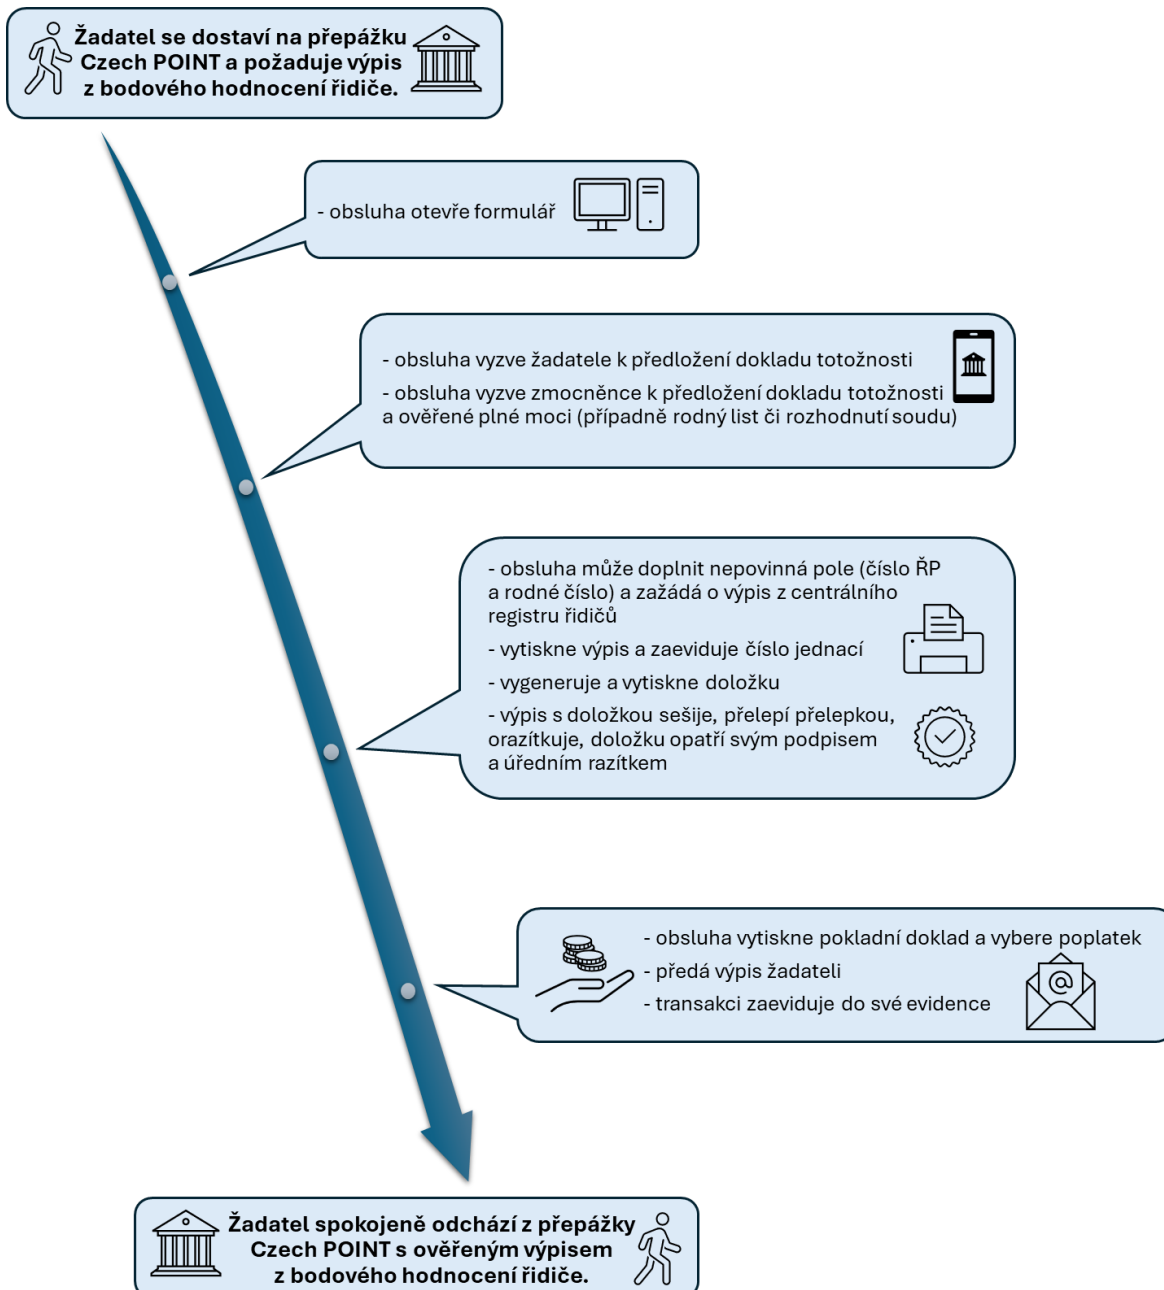 Žadatel se dostaví na přepážku
Czech POINT a požaduje výpis
z bodového hodnocení řidiče.
- obsluha otevře formulář
- obsluha vyzve žadatele k předložení dokladu totožnosti
- obsluha vyzve zmocněnce k předložení dokladu totožnosti
a ověřené plné moci (případně rodný list či rozhodnutí soudu)
- obsluha může doplnit nepovinná pole (číslo ŘP
a rodné číslo) a zažádá o výpis z centrálního
registru řidičů
- vytiskne výpis a zaeviduje číslo jednací
- vygeneruje a vytiskne doložku
- výpis s doložkou sešije, přelepí přelepkou,
orazítkuje, doložku opatří svým podpisem
a úředním razítkem
- obsluha vytiskne pokladní doklad a vybere poplatek
- předá výpis žadateli
- transakci zaeviduje do své evidence
@
Žadatel spokojeně odchází z přepážky
Czech POINT s ověřeným výpisem
z bodového hodnocení řidiče.